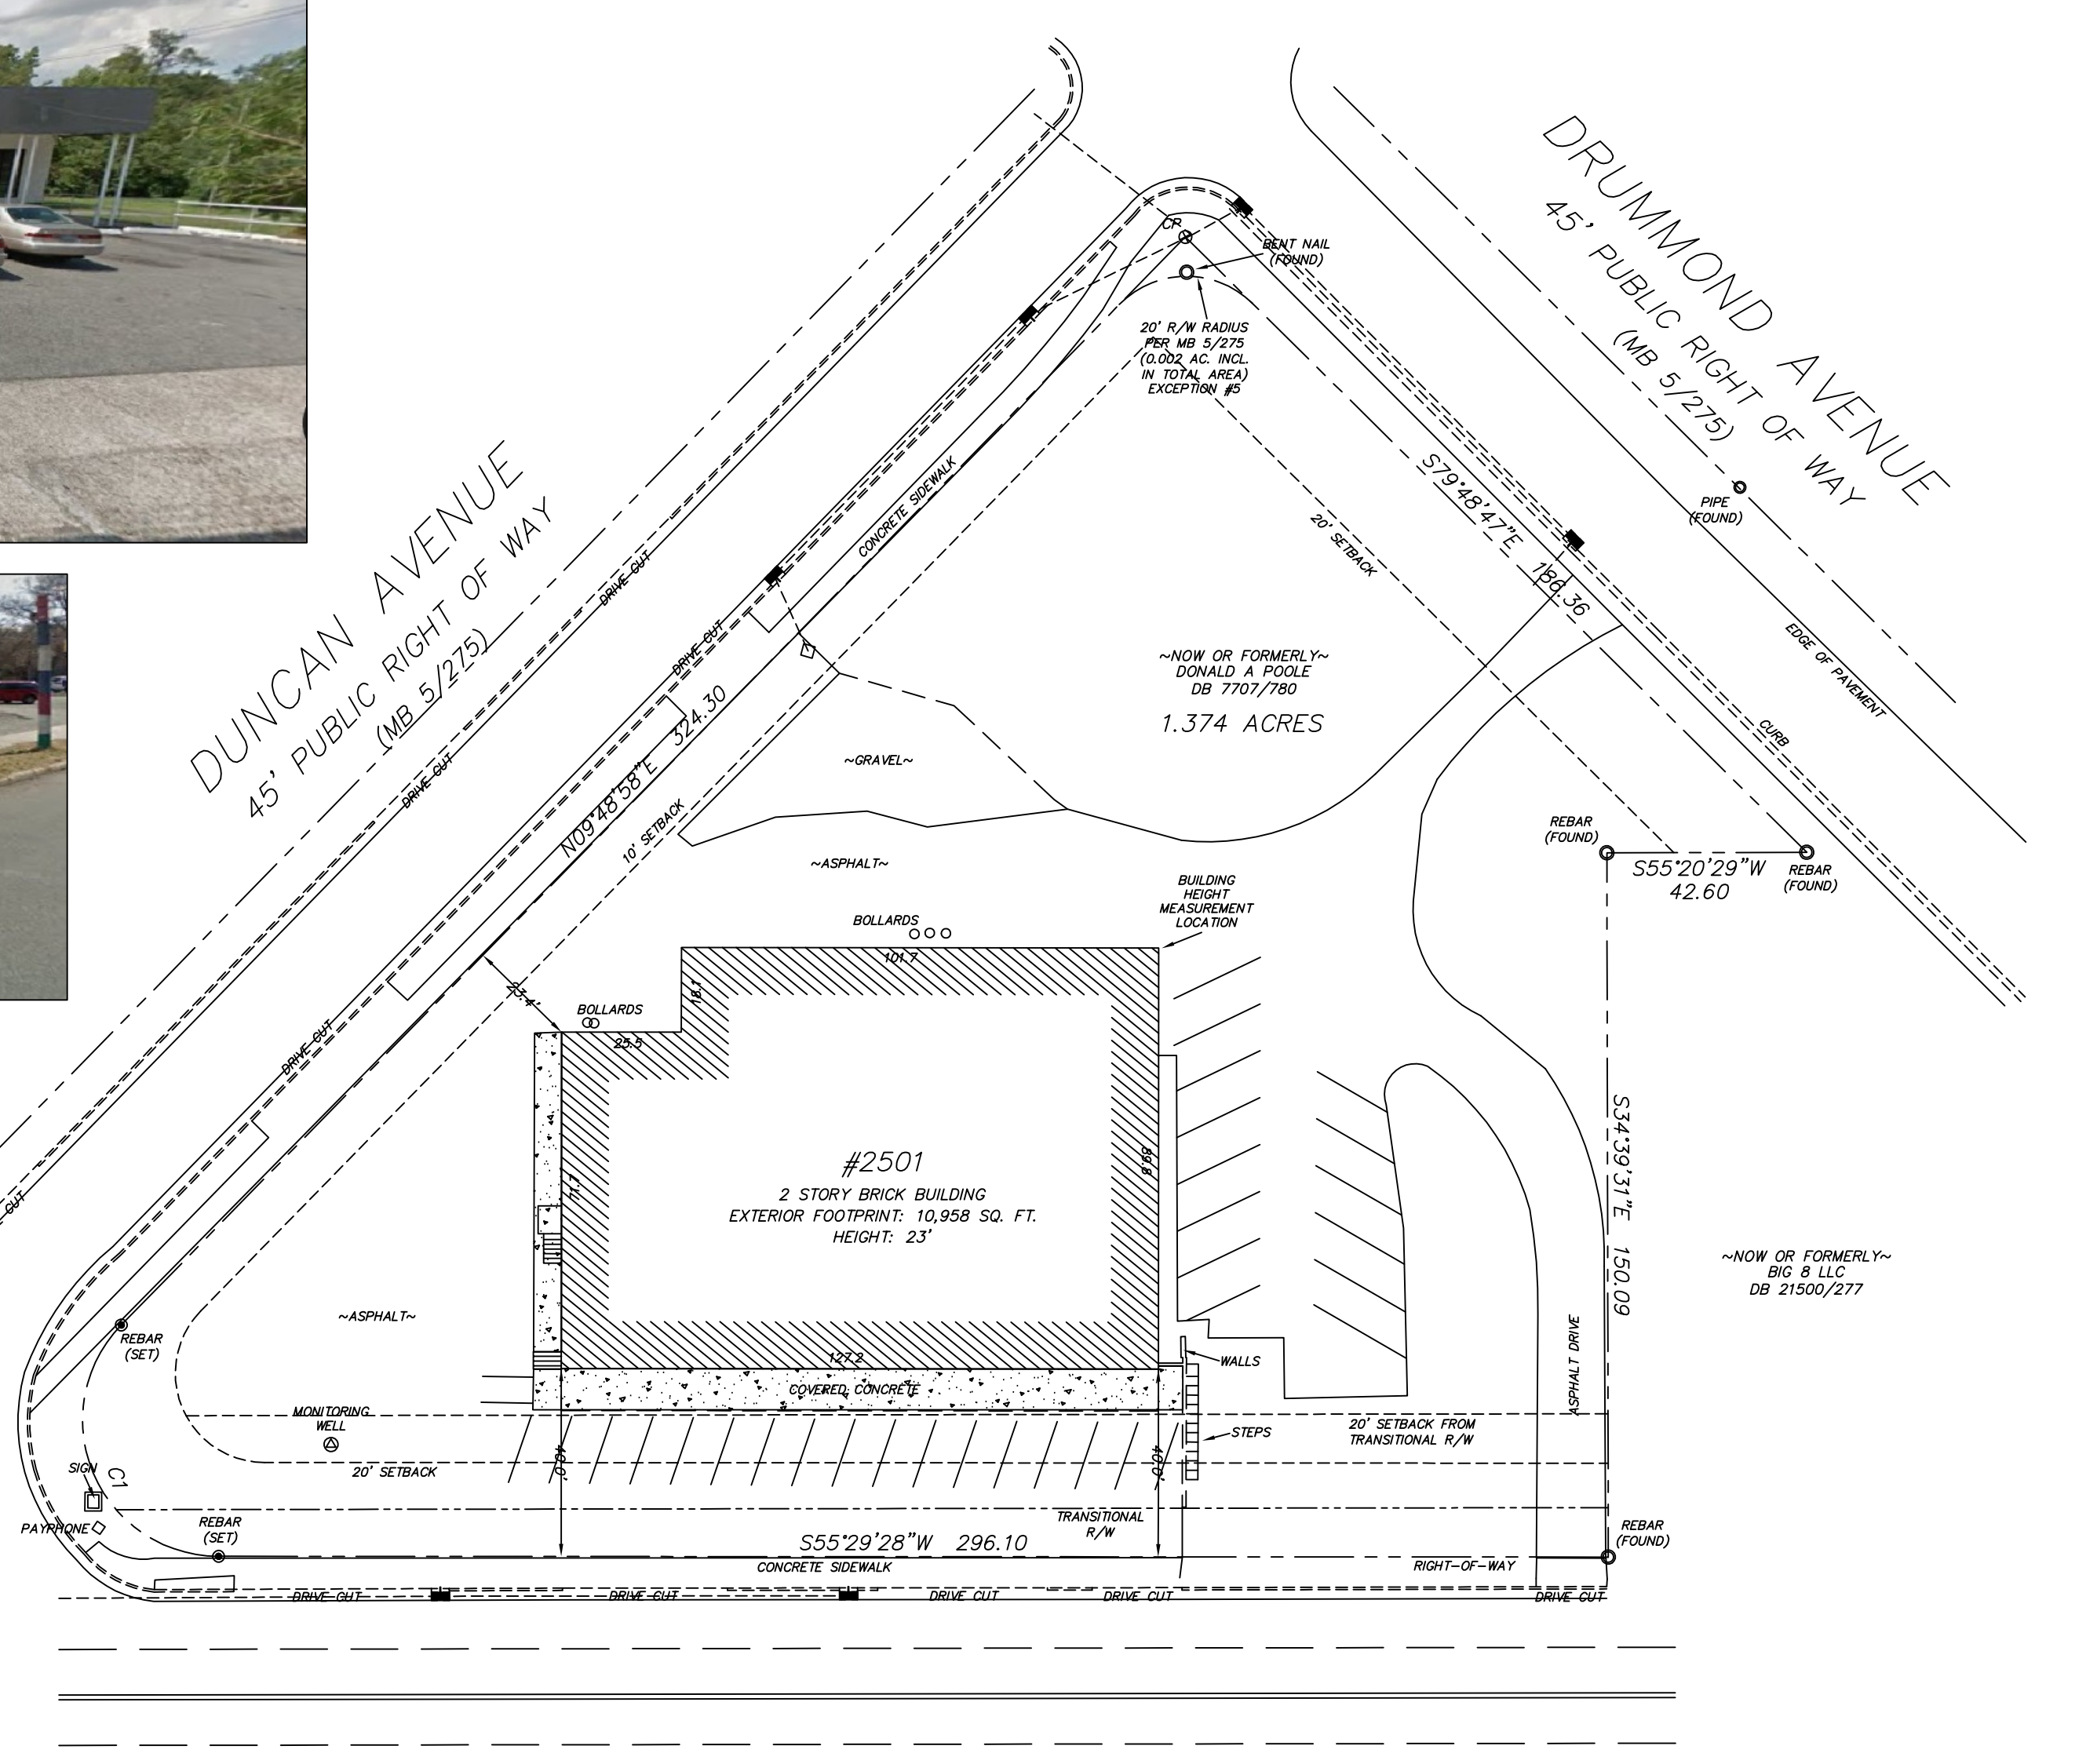 DRUMMOND AVENUE
45' PUBLIC RIGHT OF WAY
(MB 5/275)
CP
BENT NAIL
(FOUND)
20' R/W RADIUS
PER MB 5/275
(0.002 AC. INCL.
IN TOTAL AREA)
EXCEPTION #5
DUNCAN AVENUE
45' PUBLIC RIGHT OF WAY
(MB 5/275)
CONCRETE SIDEWALK
S79°48'47"E 186.36
20' SETBACK
PIPE
(FOUND)
DRIVE CUT
DRIVE CUT
DRIVE CUT
DRIVE CUT
CUT
EDGE OF PAVEMENT
CURB
~NOW OR FORMERLY~
DONALD A POOLE
DB 7707/780
1.374 ACRES
N09°48'58"E 324.30
10' SETBACK
~GRAVEL~
~ASPHALT~
REBAR
(FOUND)
S55°20'29"W
42.60
REBAR
(FOUND)
BUILDING
HEIGHT
MEASUREMENT
LOCATION
BOLLARDS
101.7
18.1
23.4'
BOLLARDS
25.5
71.7
89.8
#2501
2 STORY BRICK BUILDING
EXTERIOR FOOTPRINT: 10,958 SQ. FT.
HEIGHT: 23'
S34°39'31"E 150.09
~NOW OR FORMERLY~
BIG 8 LLC
DB 21500/277
~ASPHALT~
REBAR
(SET)
127.2
COVERED CONCRETE
WALLS
ASPHALT DRIVE
MONITORING
WELL
20' SETBACK
40.0'
40.0'
STEPS
20' SETBACK FROM
TRANSITIONAL R/W
SIGN
C1
PAYPHONE
REBAR
(SET)
TRANSITIONAL
R/W
S55°29'28"W 296.10
CONCRETE SIDEWALK
RIGHT-OF-WAY
REBAR
(FOUND)
DRIVE CUT
DRIVE CUT
DRIVE CUT
DRIVE CUT
DRIVE CUT